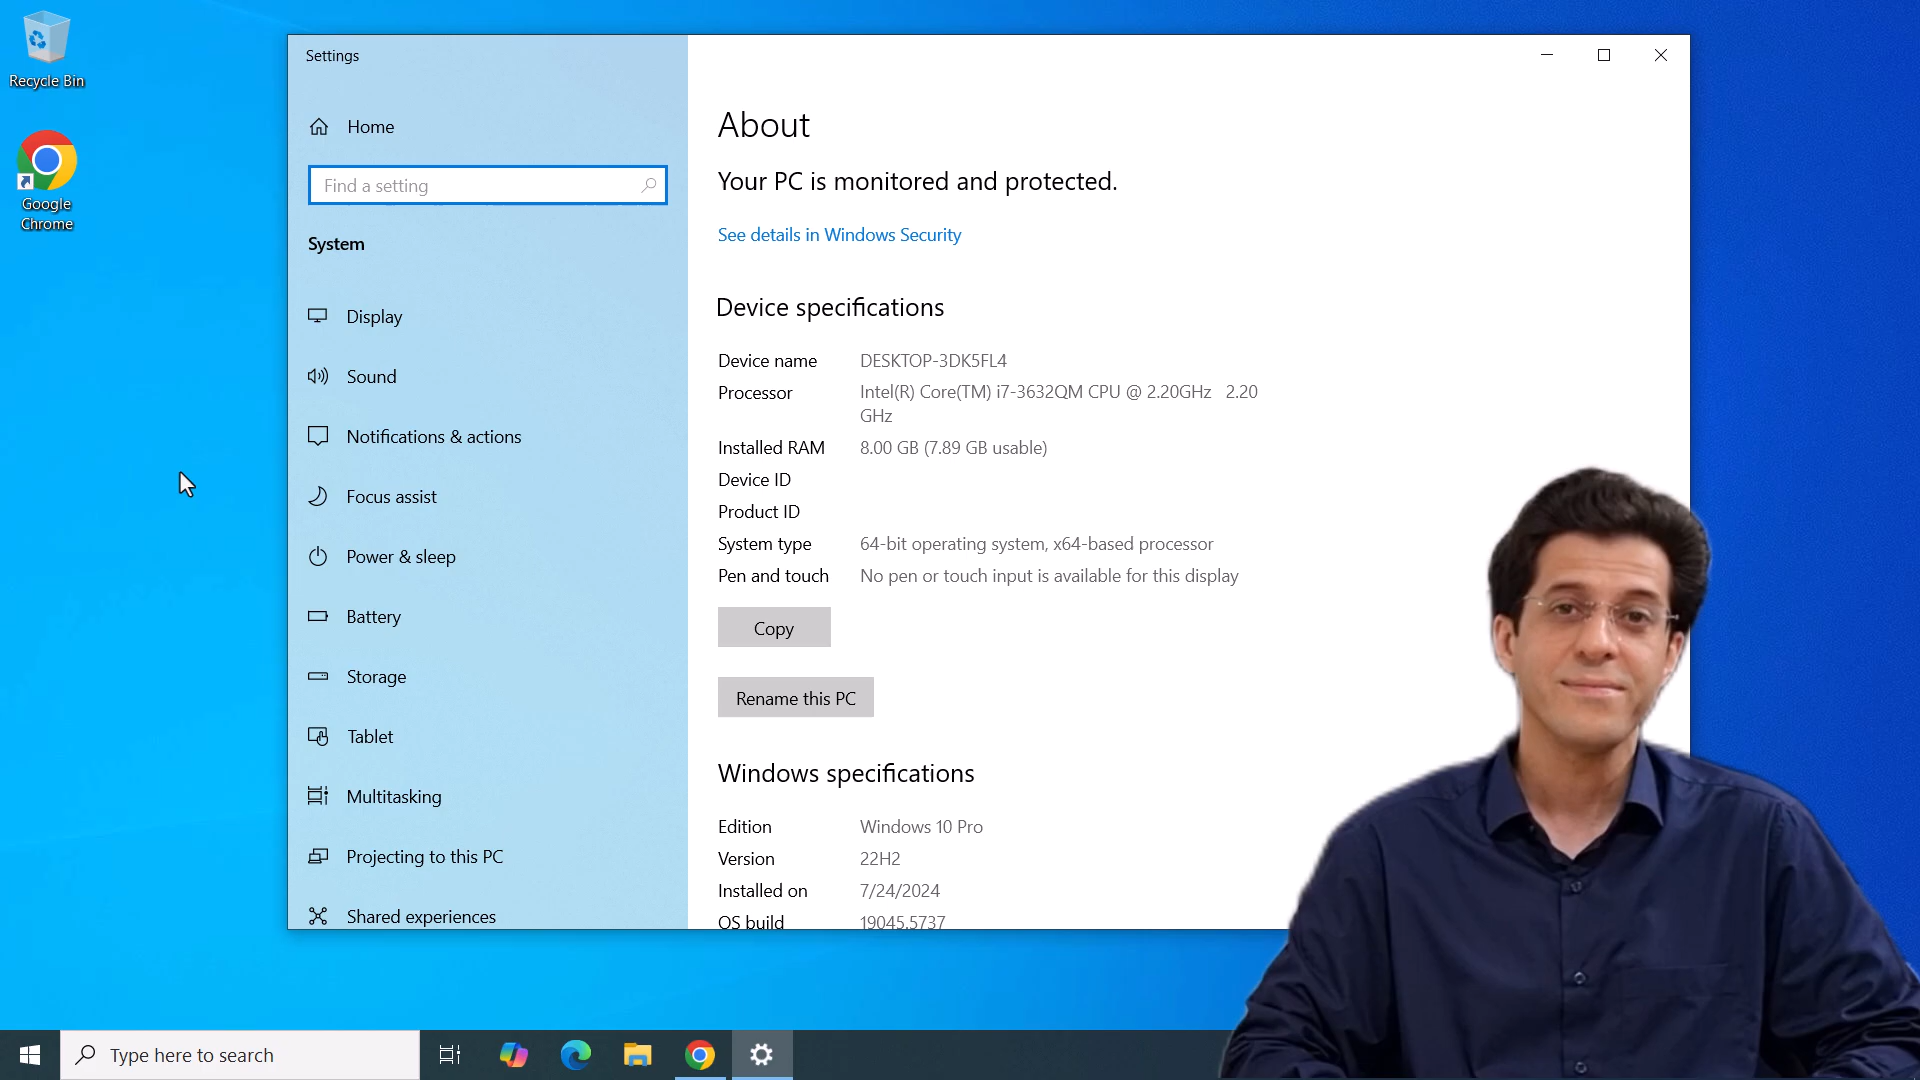 Recycle Bin
Google
Chrome
Settings
Home
Find a setting
System
Display
Sound
Notifications & actions
Focus assist
Power & sleep
Battery
Storage
Tablet
Multitasking
Projecting to this PC
Shared experiences
About
Your PC is monitored and protected.
See details in Windows Security
Device specifications
Device name DESKTOP-3DK5FL4
Processor Intel(R) Core(TM) i7-3632QM CPU @ 2.20GHz 2.20
GHz
Installed RAM 8.00 GB (7.89 GB usable)
Device ID
Product ID
System type 64-bit operating system, x64-based processor
Pen and touch No pen or touch input is available for this display
Copy
Rename this PC
Windows specifications
Edition Windows 10 Pro
Version 22H2
Installed on 7/24/2024
OS build 19045.5737
Type here to search